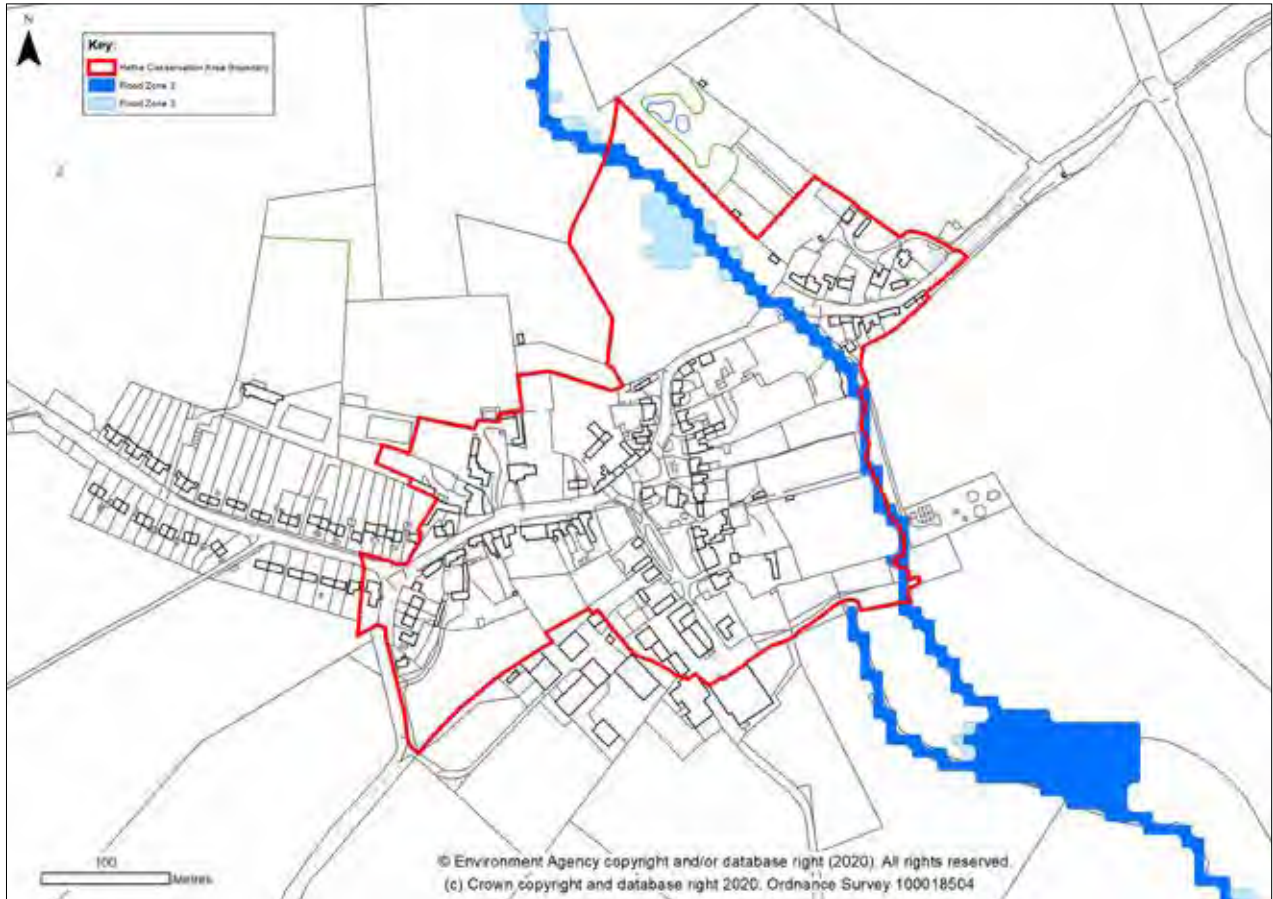 N
Key:
Hethe Conservation Area Boundary
Flood Zone 3
Flood Zone 2
100
Metres
© Environment Agency copyright and/or database right (2020). All rights reserved.
(c) Crown copyright and database right 2020. Ordnance Survey 100018504